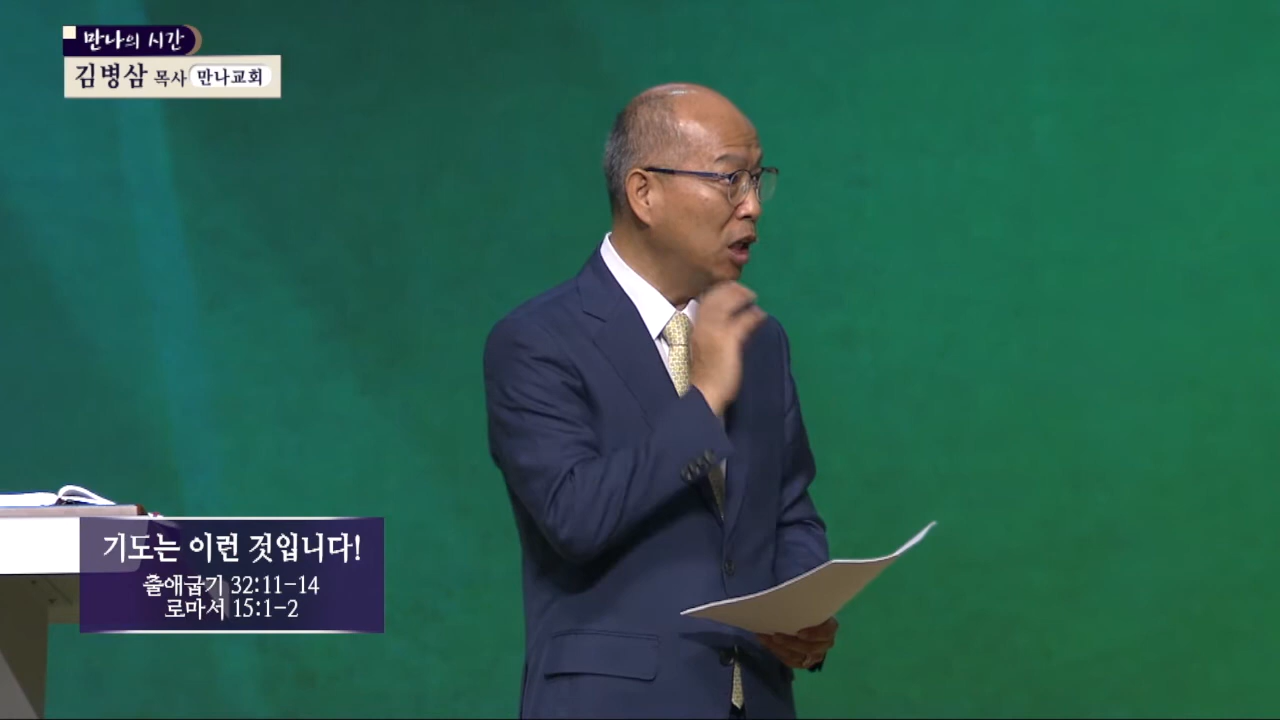 만나의 시간
김병삼 목사 만나교회
기도는 이런 것입니다!
출애굽기 32:11-14
로마서 15:1-2